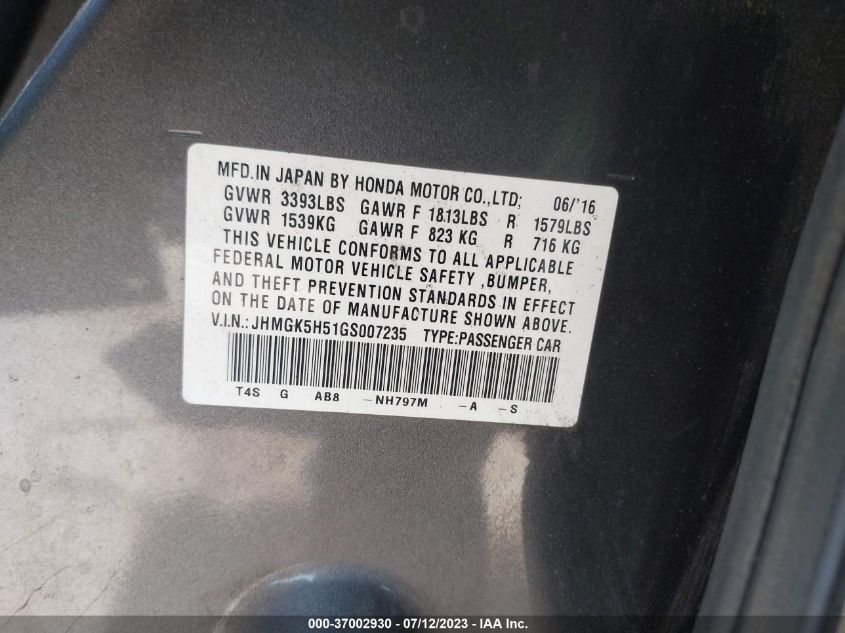 MFD.IN JAPAN BY HONDA MOTOR CO.,LTD; 06/'16
GVWR 3393LBS GAWR F 1813LBS R 1579LBS
GVWR 1539KG GAWR F 823 KG R 716 KG
THIS VEHICLE CONFORMS TO ALL APPLICABLE
FEDERAL MOTOR VEHICLE SAFETY ,BUMPER,
AND THEFT PREVENTION STANDARDS IN EFFECT
ON THE DATE OF MANUFACTURE SHOWN ABOVE.
V.I.N.: JHMGK5H51GS007235 TYPE:PASSENGER CAR
T4S G AB8 -NH797M -A -S
000-37002930 - 07/12/2023 - IAA Inc.